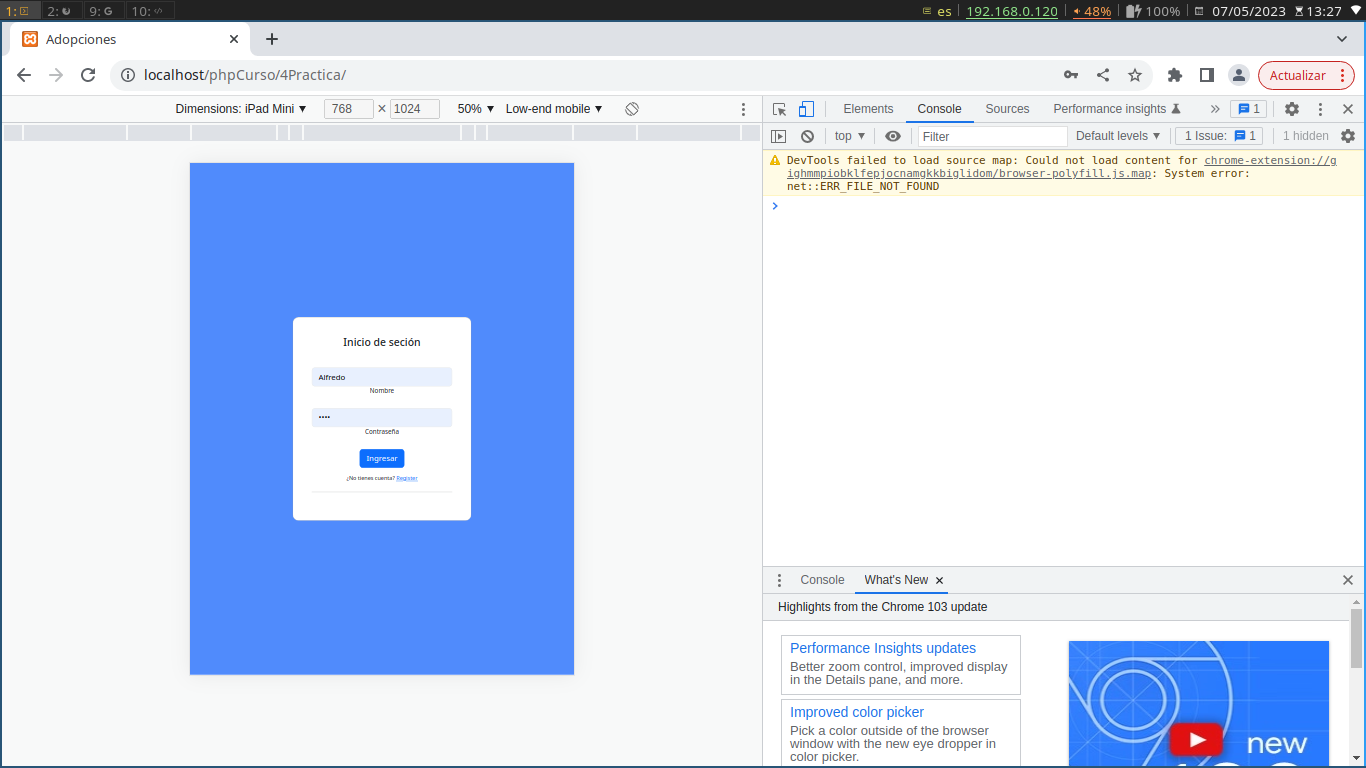 1:
2:
9:
10:
es
192.168.0.120
48%
100%
07/05/2023
13:27
Adopciones
localhost/phpCurso/4Practica/
Actualizar
Dimensions: iPad Mini
768
×
1024
50%
Low-end mobile
Elements
Console
Sources
Performance insights
1
top
Filter
Default levels
1 Issue:
1
1 hidden
DevTools failed to load source map: Could not load content for chrome-extension://g
ighmmpiobklfepjocnamgkkbiglidom/browser-polyfill.js.map: System error:
net::ERR_FILE_NOT_FOUND
Inicio de seción
Alfredo
Nombre
••••
Contraseña
Ingresar
¿No tienes cuenta? Register
Console
What's New
Highlights from the Chrome 103 update
Performance Insights updates
Better zoom control, improved display
in the Details pane, and more.
Improved color picker
Pick a color outside of the browser
window with the new eye dropper in
color picker.
new